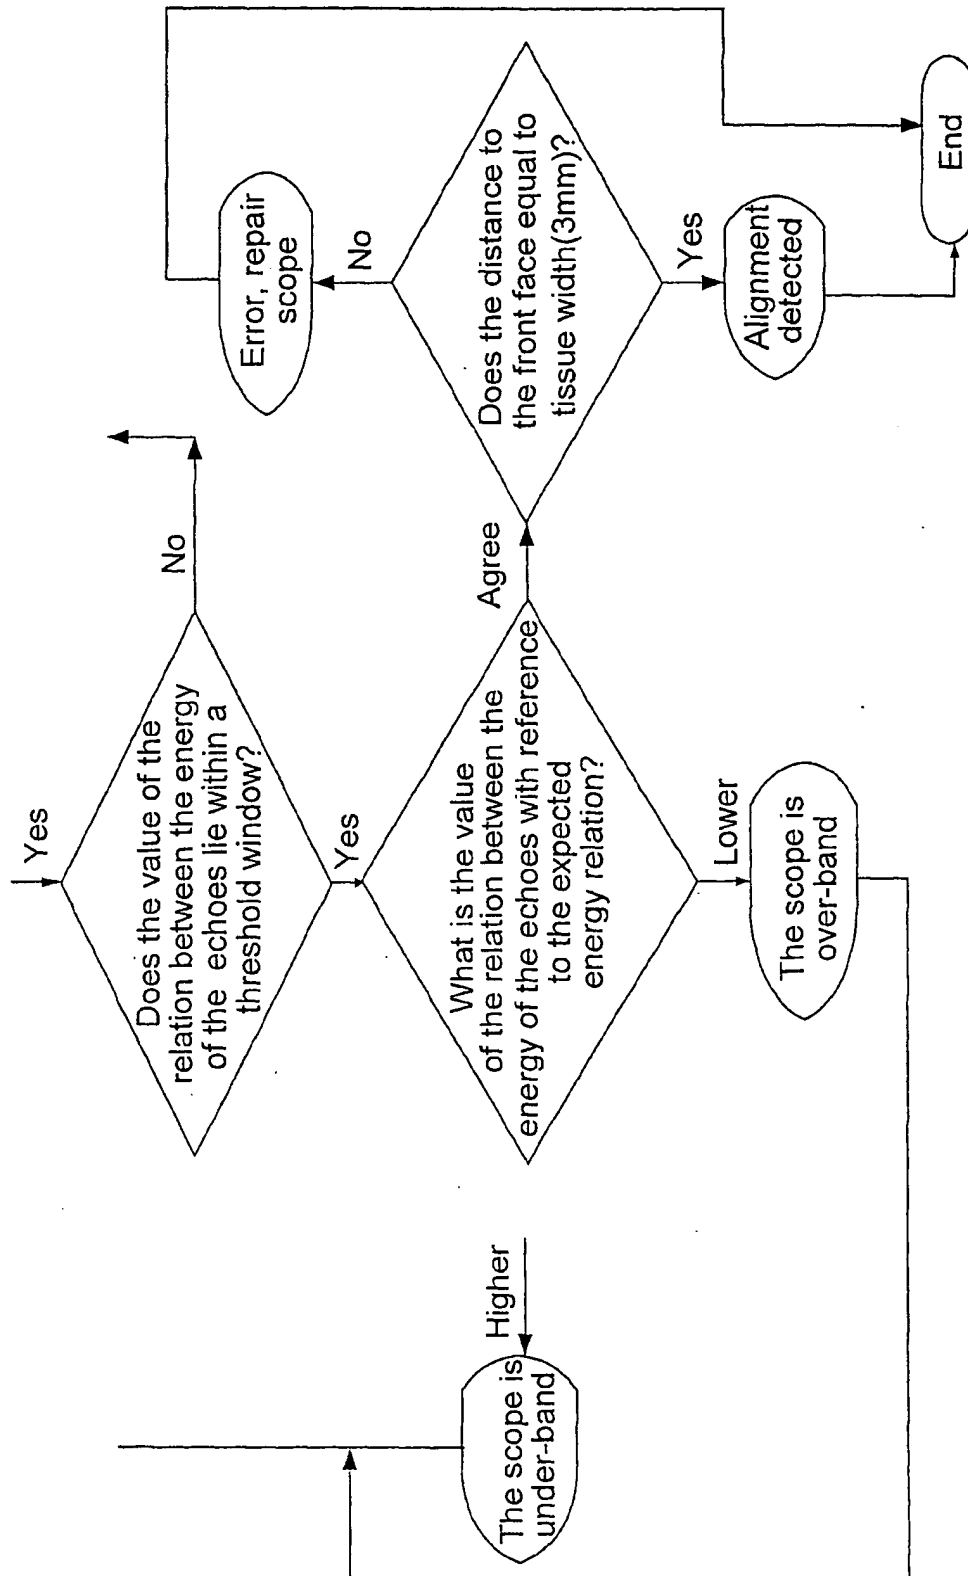 Yes
Does the value of the
relation between the energy
of the echoes lie within a
threshold window?
No
Yes
What is the value
of the relation between the
energy of the echoes with reference
to the expected
energy relation?
Higher
The scope is
under-band
Lower
The scope is
over-band
Agree
Does the distance to
the front face equal to
tissue width(3mm)?
No
Error, repair
scope
Yes
Alignment
detected
End